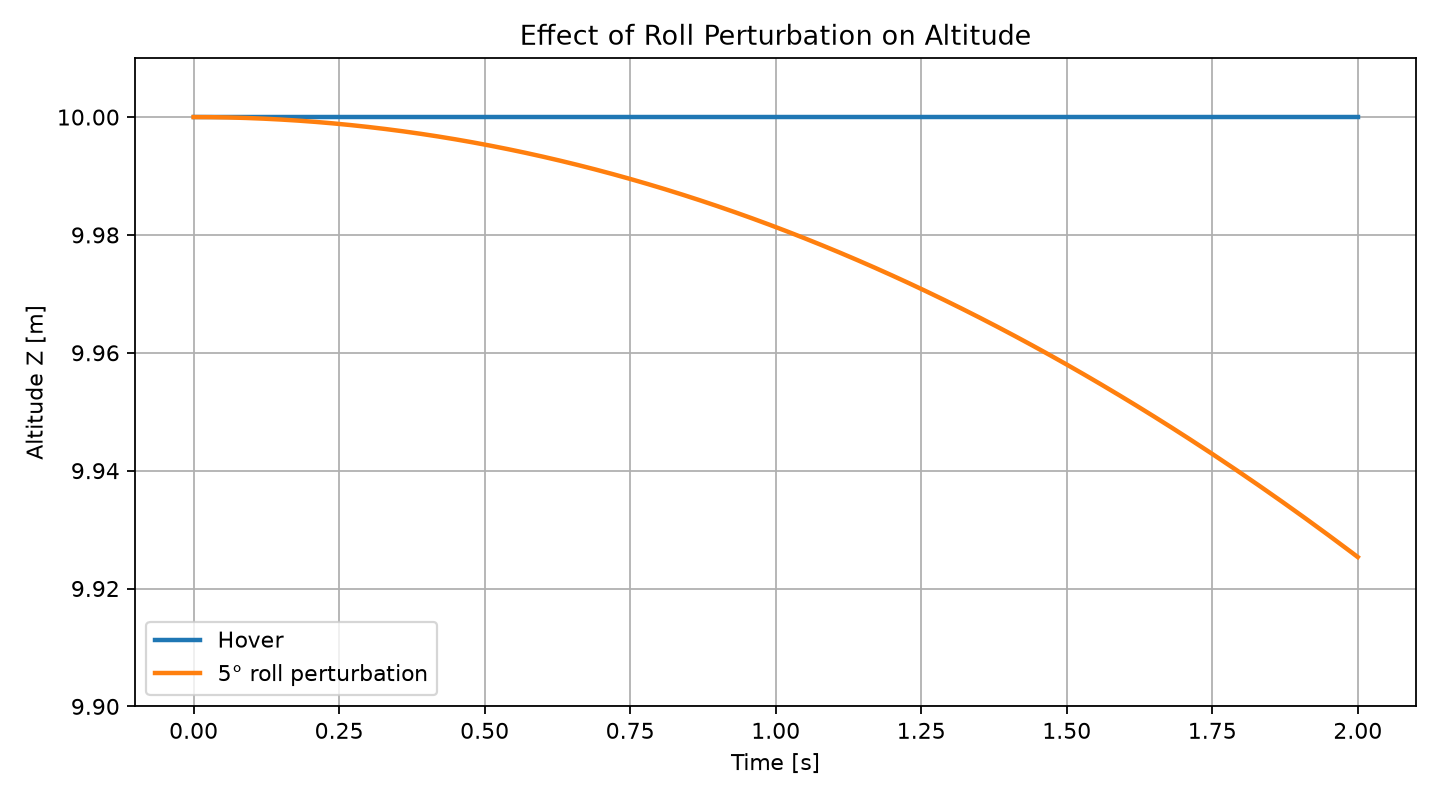 Effect of Roll Perturbation on Altitude
Altitude Z [m]
10.00
9.98
9.96
9.94
9.92
9.90
Hover
5° roll perturbation
0.00 0.25 0.50 0.75 1.00 1.25 1.50 1.75 2.00
Time [s]